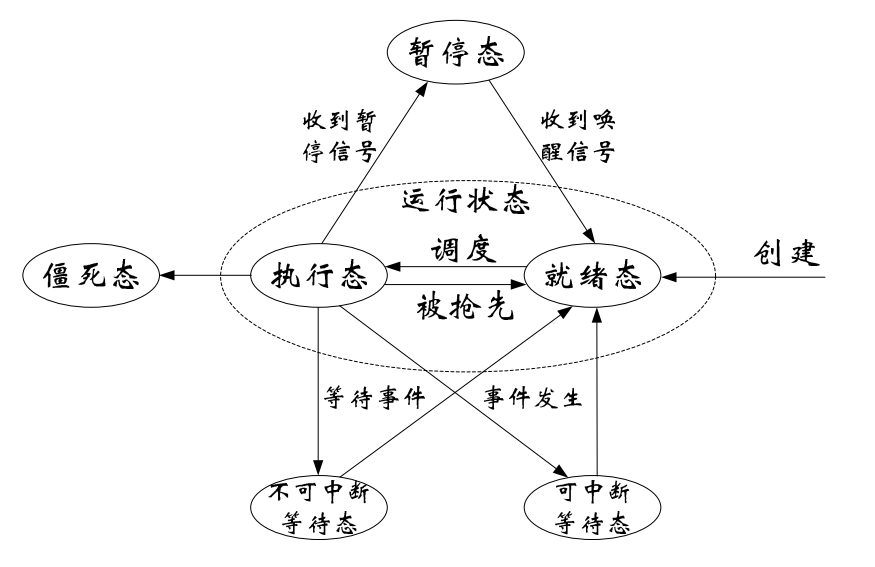 暂停态
收到暂
停信号
收到唤
醒信号
运行状态
调度
创建
僵死态
执行态
就绪态
被抢先
等待事件
事件发生
不可中断
等待态
可中断
等待态